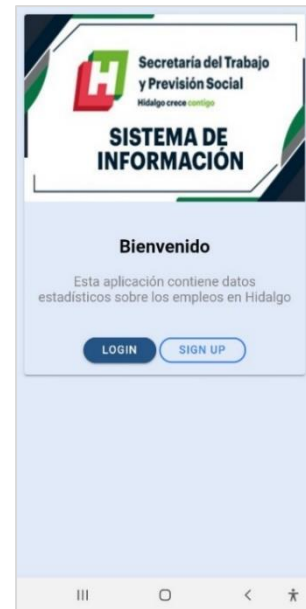 Secretaría del Trabajo
y Previsión Social
Hidalgo crece contigo
SISTEMA DE
INFORMACIÓN
Bienvenido
Esta aplicación contiene datos
estadísticos sobre los empleos en Hidalgo
LOGIN SIGN UP